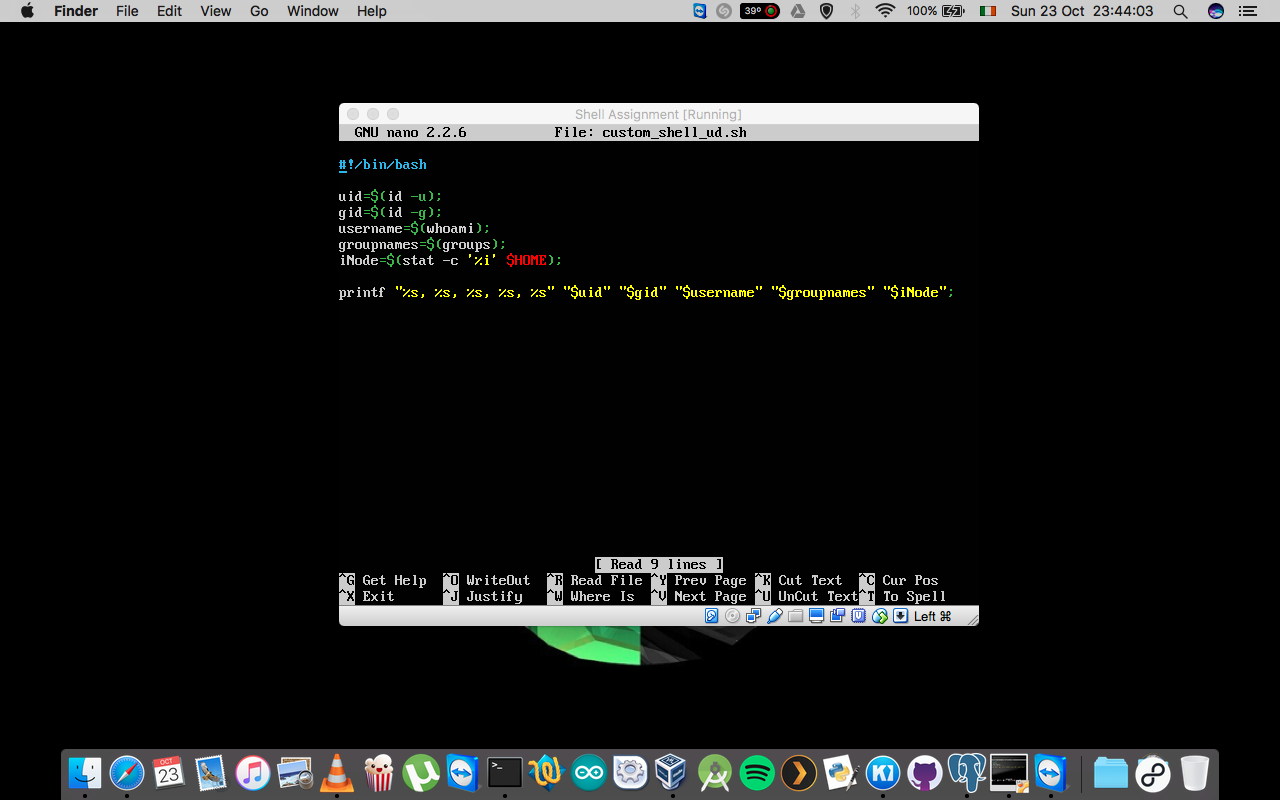 Finder File Edit View Go Window Help 39° 100% Sun 23 Oct 23:44:03
Shell Assignment [Running]
GNU nano 2.2.6 File: custom_shell_ud.sh
#!/bin/bash
uid=$(id -u);
gid=$(id -g);
username=$(whoami);
groupnames=$(groups);
iNode=$(stat -c '%i' $HOME);
printf "%s, %s, %s, %s, %s" "$uid" "$gid" "$username" "$groupnames" "$iNode";
[ Read 9 lines ]
^G Get Help ^O WriteOut ^R Read File ^Y Prev Page ^K Cut Text ^C Cur Pos
^X Exit ^J Justify ^W Where Is ^V Next Page ^U UnCut Text ^T To Spell
Left ⌘
OCT
23
>_
K1